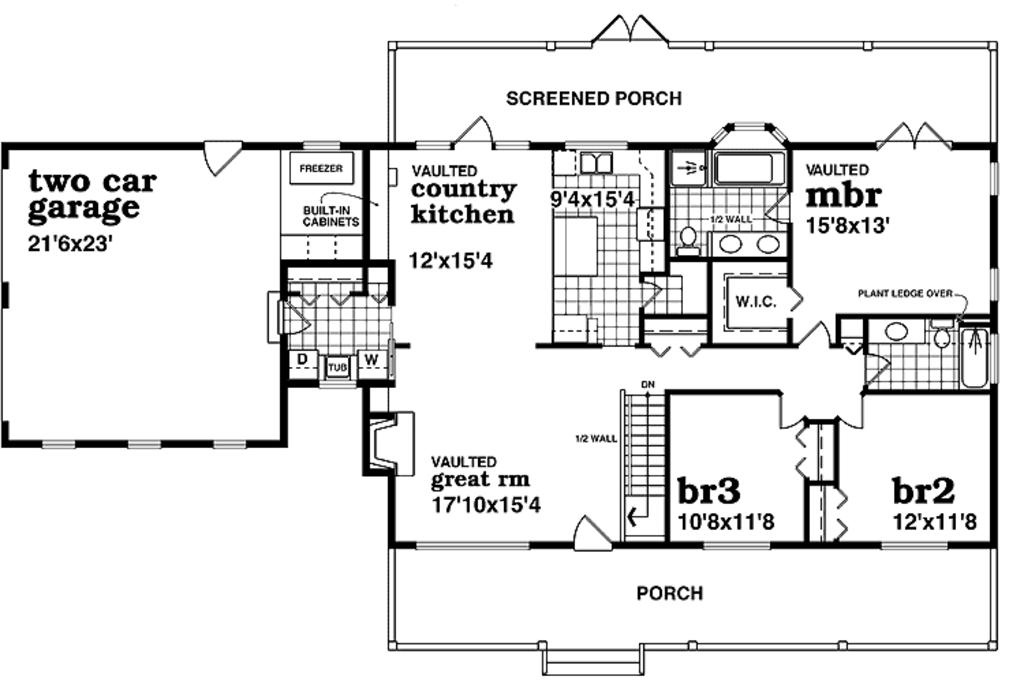 SCREENED PORCH
two car
garage
21'6x23'
FREEZER
BUILT-IN
CABINETS
VAULTED
country
kitchen
12'x15'4
9'4x15'4
1/2 WALL
VAULTED
mbr
15'8x13'
W.I.C.
PLANT LEDGE OVER
D
TUB
W
DN
1/2 WALL
VAULTED
great rm
17'10x15'4
br3
10'8x11'8
br2
12'x11'8
PORCH